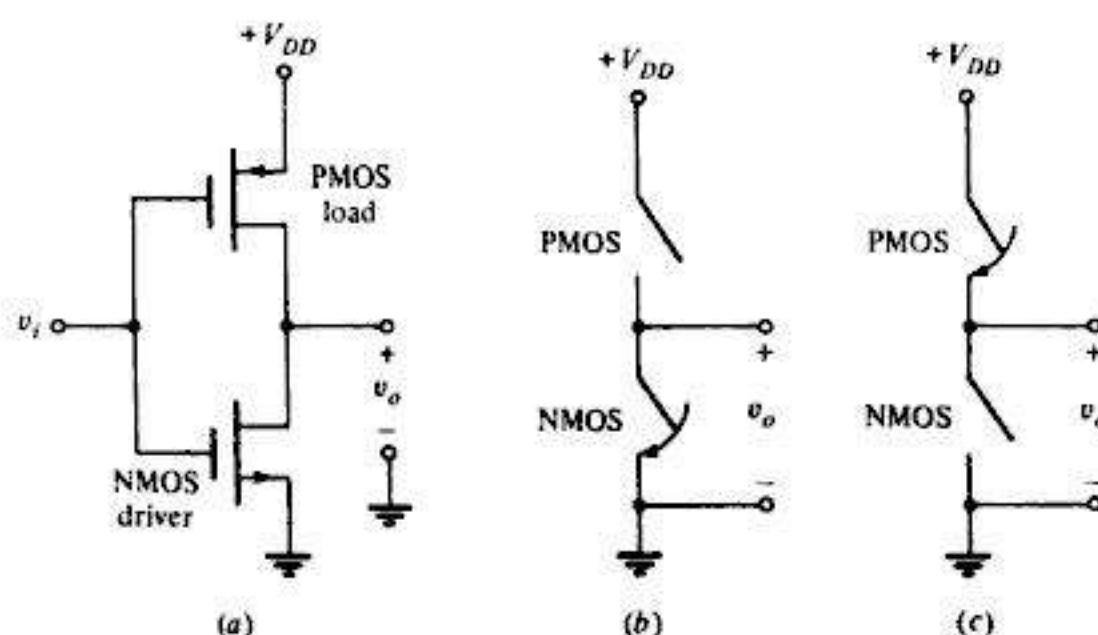 +V_DD
PMOS
load
v_i
+
v_o
−
NMOS
driver
(a)
+V_DD
PMOS
+
NMOS
v_o
−
(b)
+V_DD
PMOS
+
NMOS
−
(c)